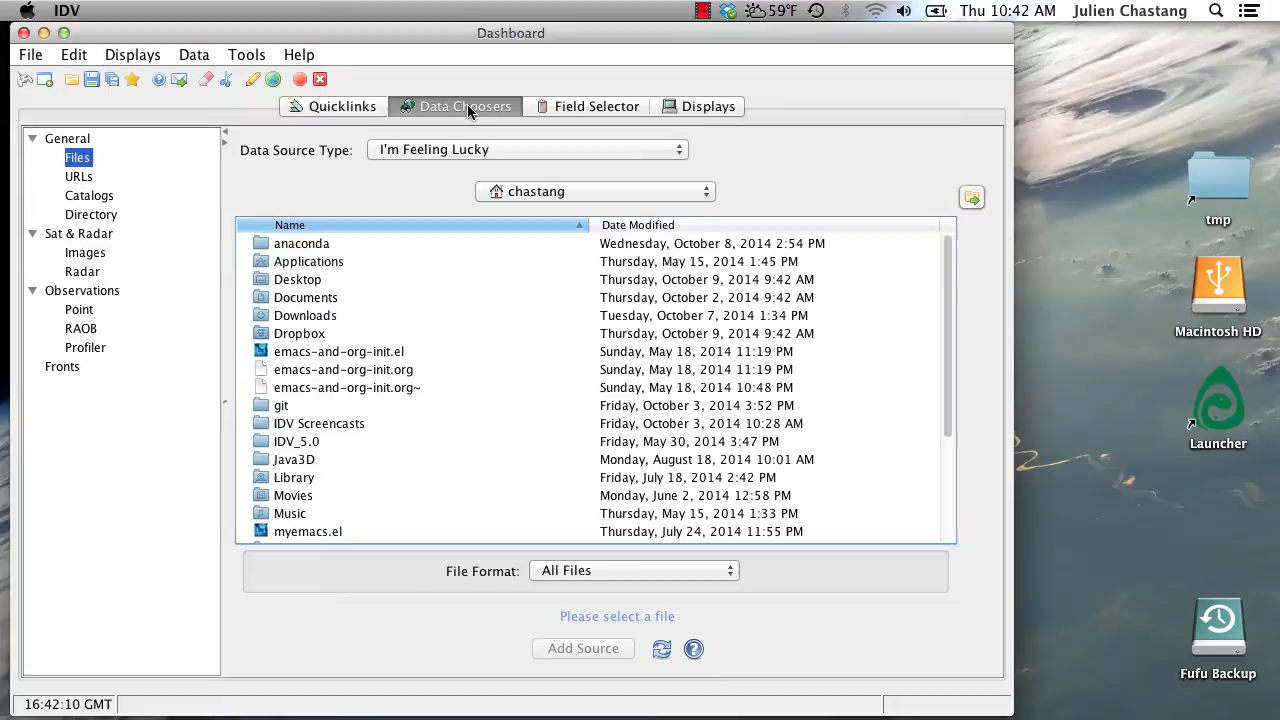 IDV 59°F Thu 10:42 AM Julien Chastang
Dashboard
File Edit Displays Data Tools Help
Quicklinks Data Choosers Field Selector Displays
General
Files
URLs
Catalogs
Directory
Sat & Radar
Images
Radar
Observations
Point
RAOB
Profiler
Fronts
Data Source Type: I'm Feeling Lucky
chastang
Name Date Modified
anaconda Wednesday, October 8, 2014 2:54 PM
Applications Thursday, May 15, 2014 1:45 PM
Desktop Thursday, October 9, 2014 9:42 AM
Documents Thursday, October 2, 2014 9:42 AM
Downloads Tuesday, October 7, 2014 1:34 PM
Dropbox Thursday, October 9, 2014 9:42 AM
emacs-and-org-init.el Sunday, May 18, 2014 11:19 PM
emacs-and-org-init.org Sunday, May 18, 2014 11:19 PM
emacs-and-org-init.org~ Sunday, May 18, 2014 10:48 PM
git Friday, October 3, 2014 3:52 PM
IDV Screencasts Friday, October 3, 2014 10:28 AM
IDV_5.0 Friday, May 30, 2014 3:47 PM
Java3D Monday, August 18, 2014 10:01 AM
Library Friday, July 18, 2014 2:42 PM
Movies Monday, June 2, 2014 12:58 PM
Music Thursday, May 15, 2014 1:33 PM
myemacs.el Thursday, July 24, 2014 11:55 PM
File Format: All Files
Please select a file
Add Source
16:42:10 GMT
tmp
Macintosh HD
Launcher
Fufu Backup